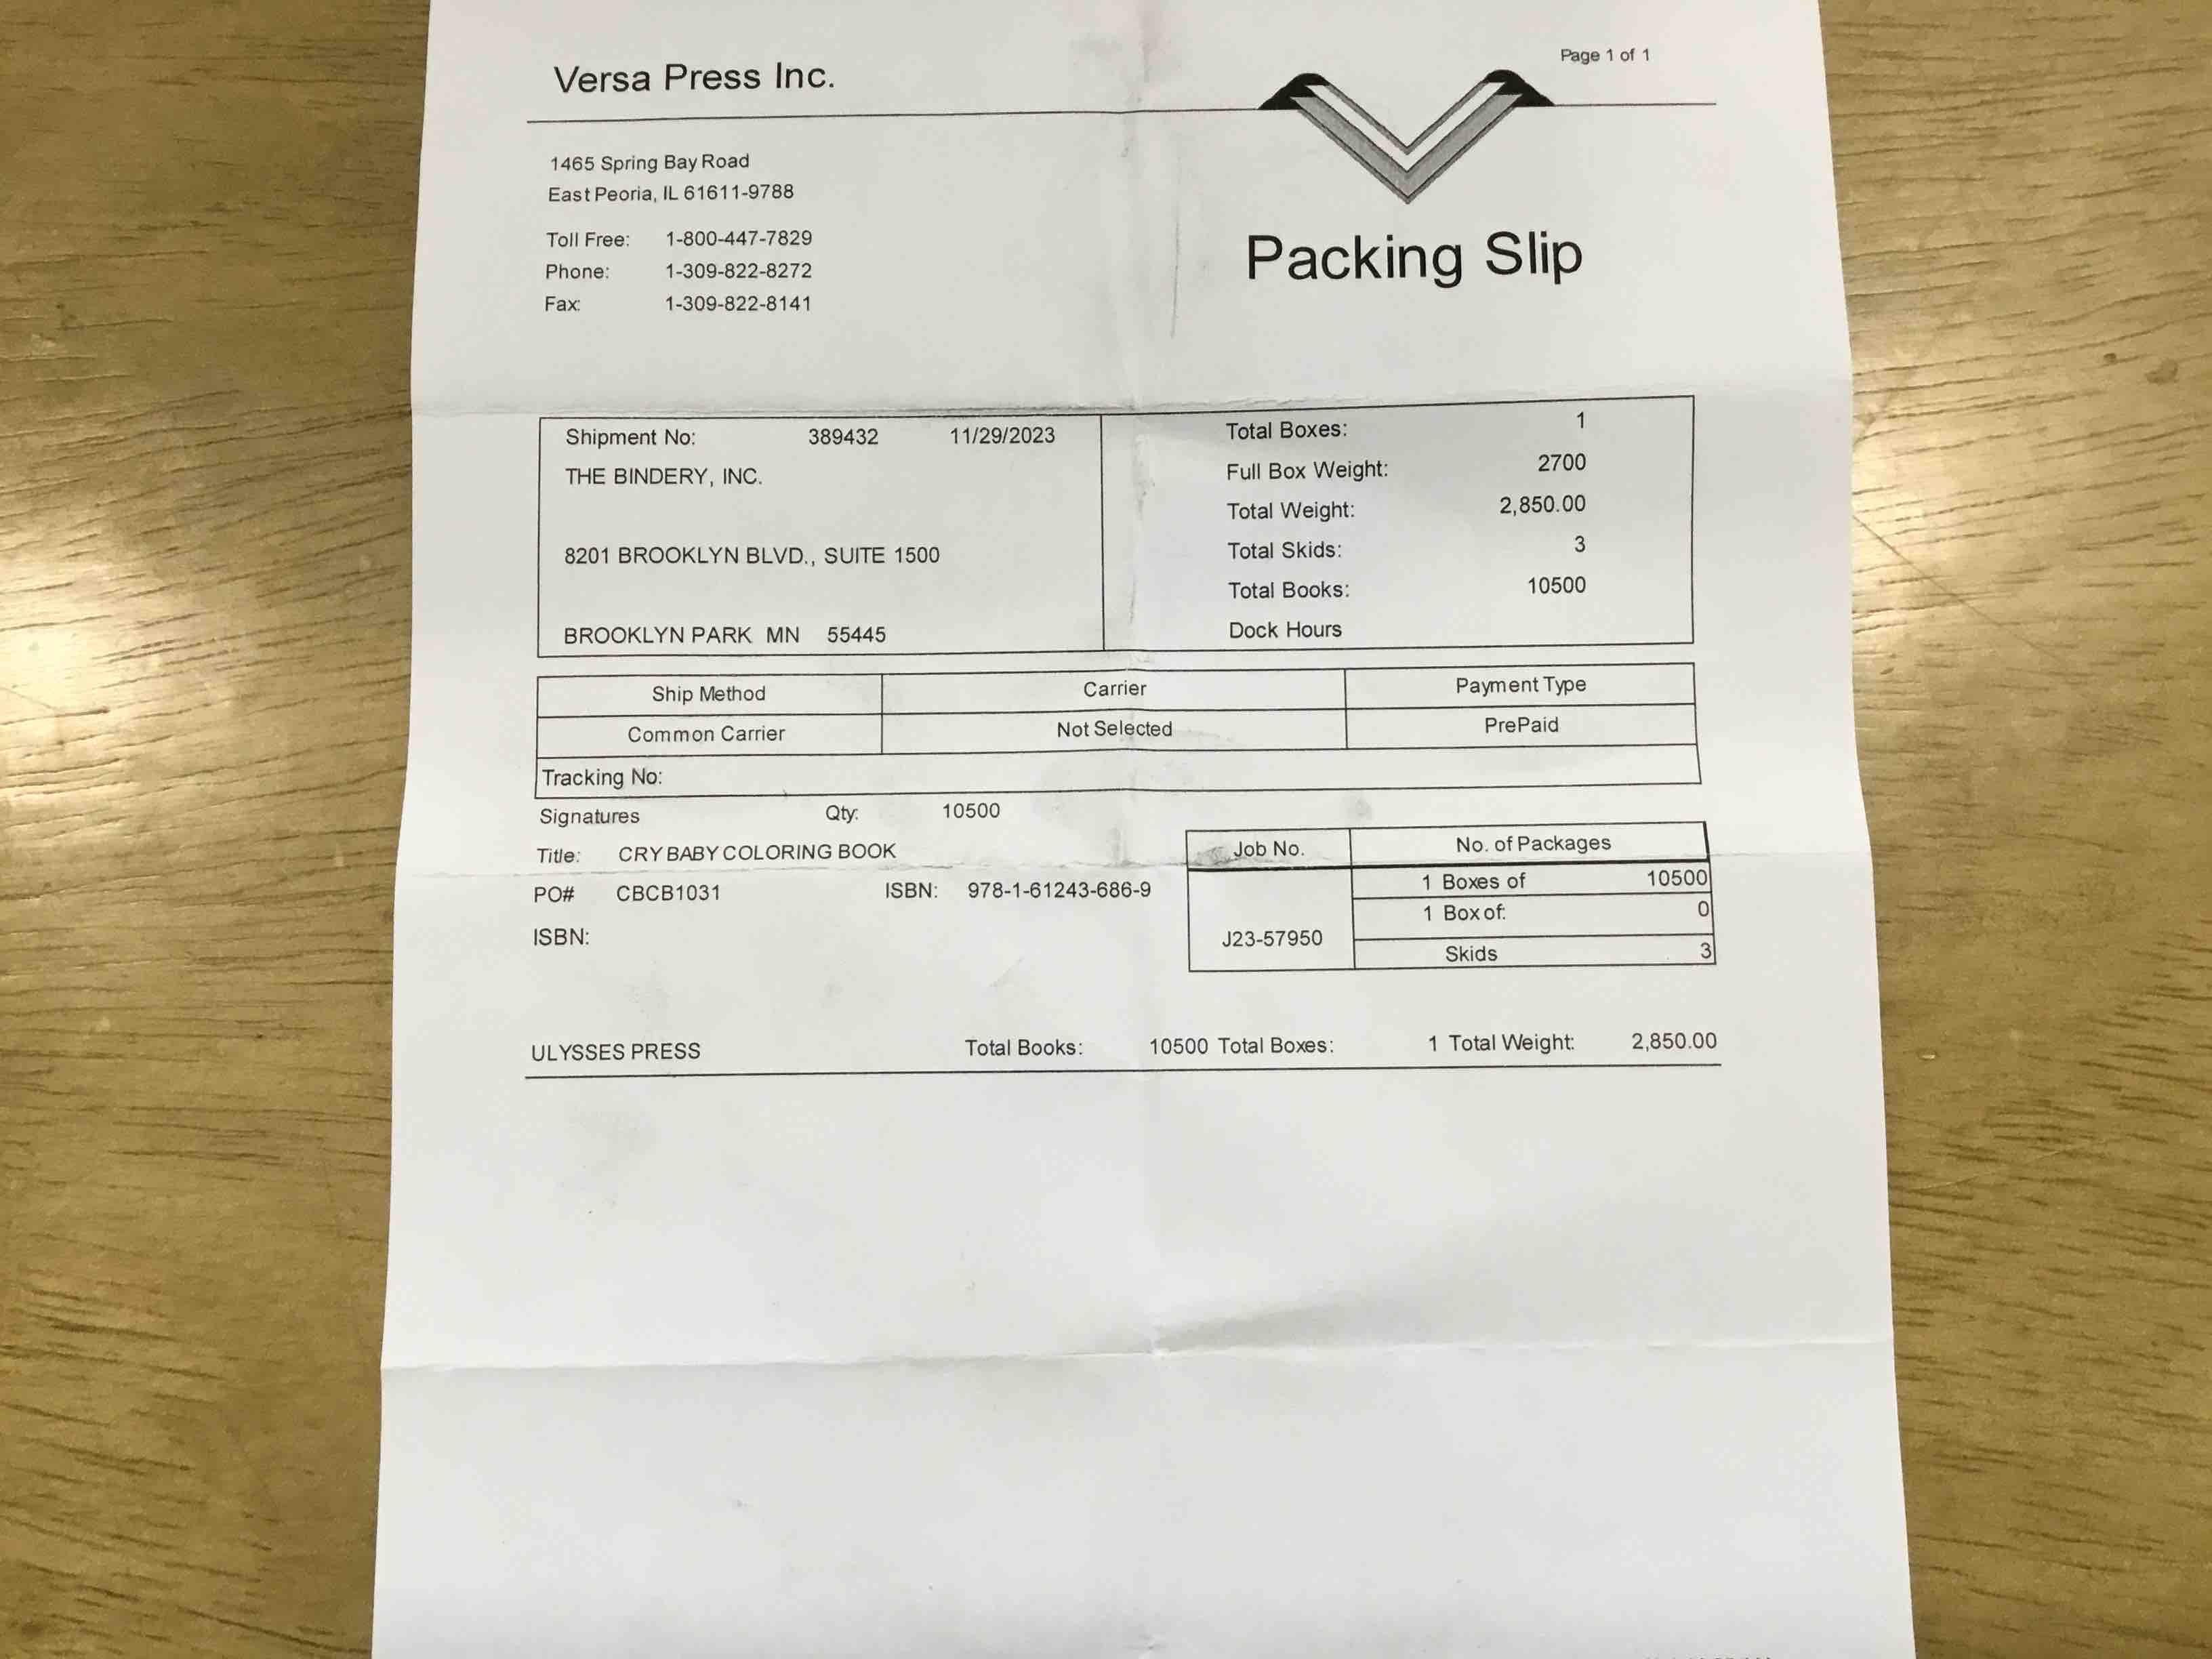 Page 1 of 1
Versa Press Inc.
1465 Spring Bay Road
East Peoria, IL 61611-9788
Toll Free: 1-800-447-7829
Phone: 1-309-822-8272
Fax: 1-309-822-8141
Packing Slip
Shipment No: 389432 11/29/2023
THE BINDERY, INC.
8201 BROOKLYN BLVD., SUITE 1500
BROOKLYN PARK MN 55445
Total Boxes: 1
Full Box Weight: 2700
Total Weight: 2,850.00
Total Skids: 3
Total Books: 10500
Dock Hours
Ship Method Carrier Payment Type
Common Carrier Not Selected PrePaid
Tracking No:
Signatures Qty: 10500
Title: CRY BABY COLORING BOOK
PO# CBCB1031 ISBN: 978-1-61243-686-9
ISBN:
Job No. No. of Packages
1 Boxes of 10500
1 Box of: 0
J23-57950
Skids 3
ULYSSES PRESS Total Books: 10500 Total Boxes: 1 Total Weight: 2,850.00